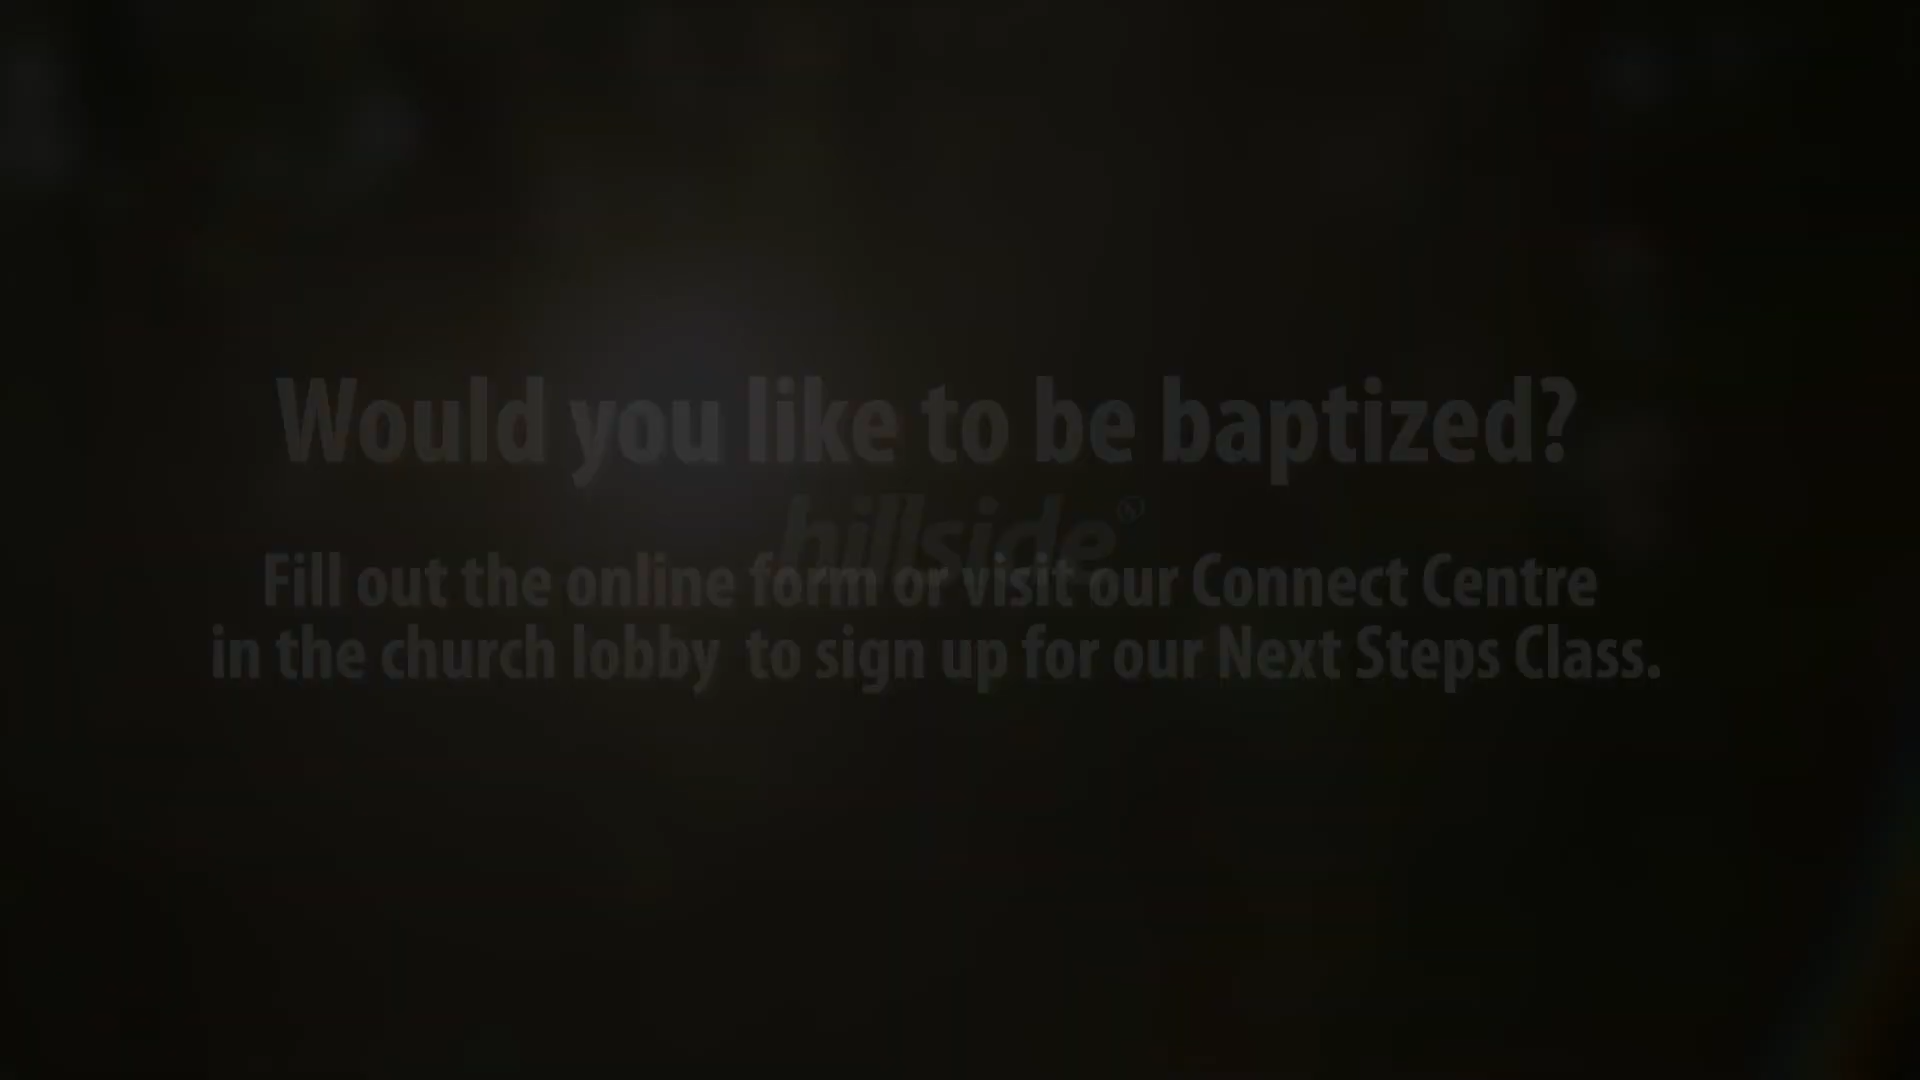 Would you like to be baptized?
hillside
Fill out the online form or visit our Connect Centre
in the church lobby to sign up for our Next Steps Class.